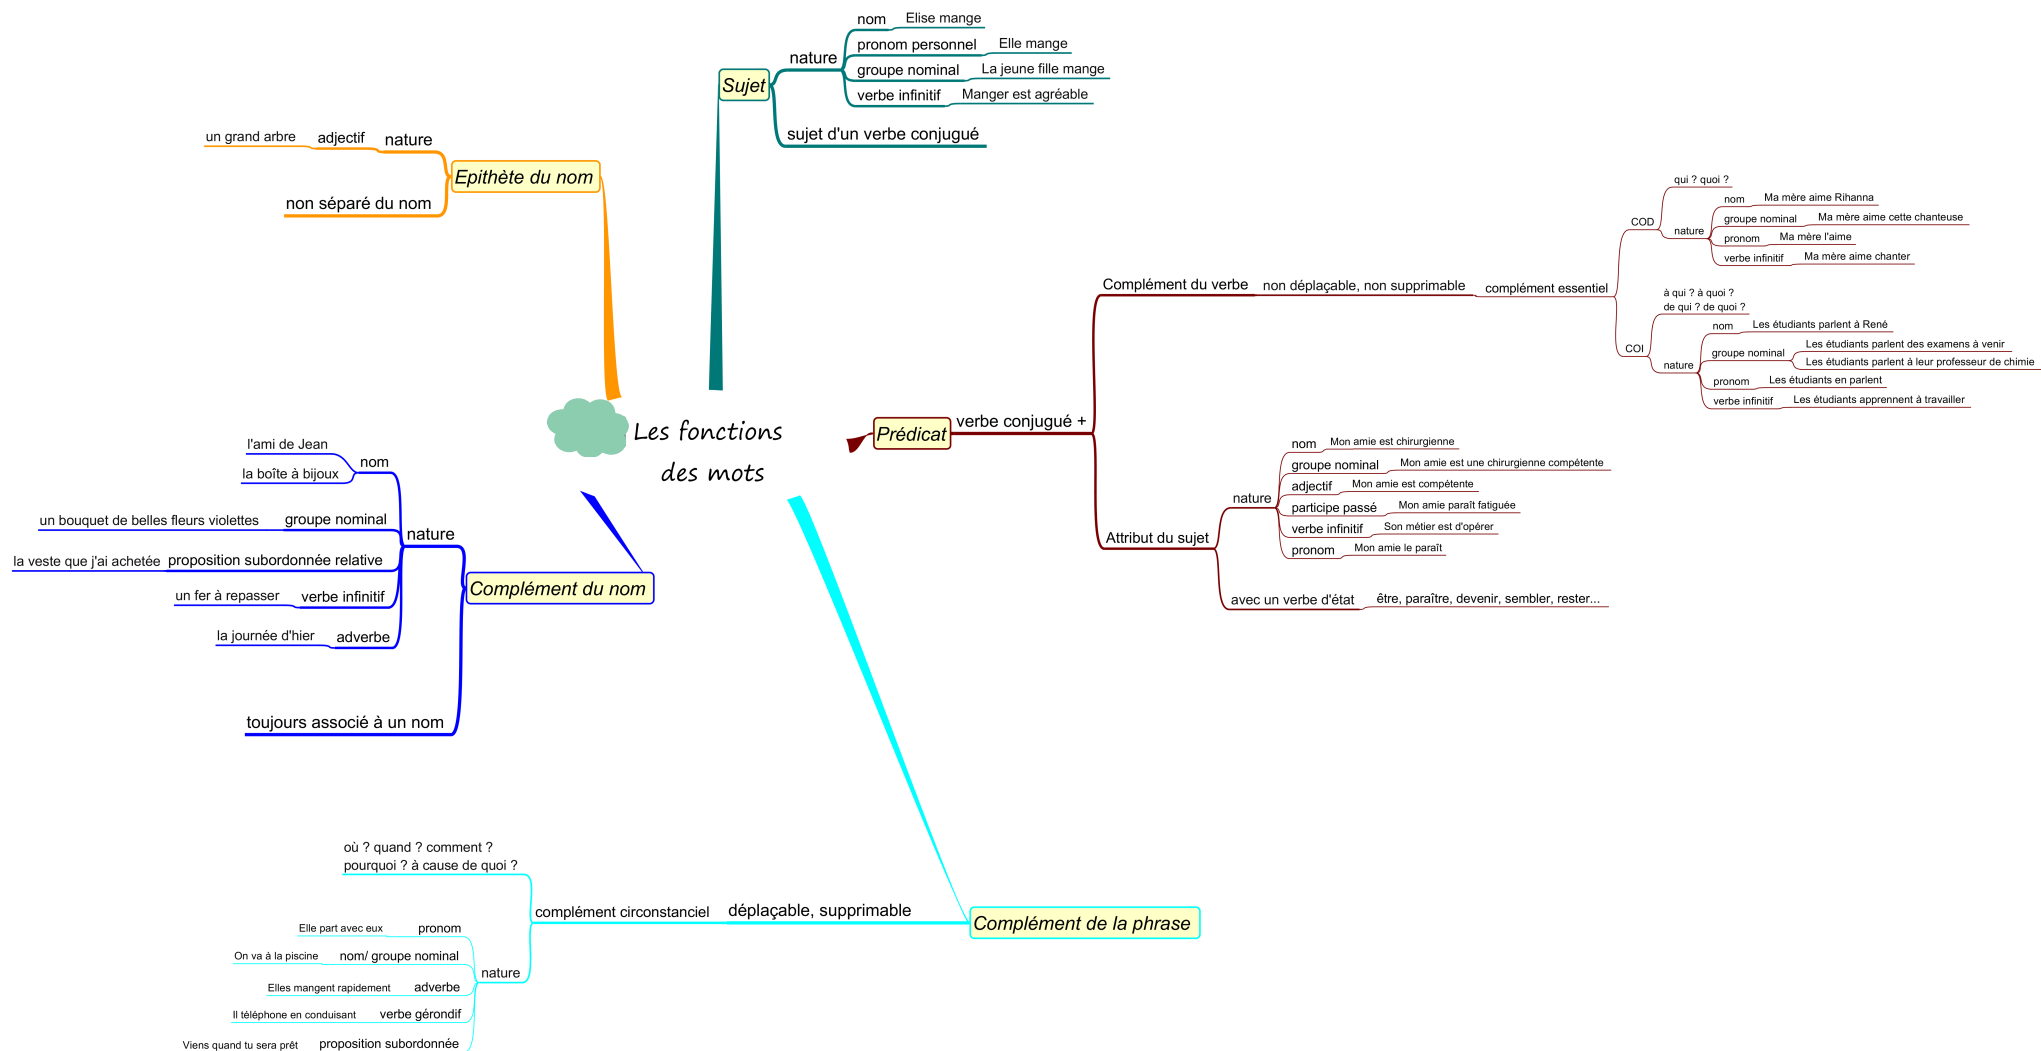 Les fonctions
des mots
Sujet
nature
nom
Elise mange
pronom personnel
Elle mange
groupe nominal
La jeune fille mange
verbe infinitif
Manger est agréable
sujet d'un verbe conjugué
Epithète du nom
nature
adjectif
un grand arbre
non séparé du nom
Prédicat
verbe conjugué +
Complément du verbe
non déplaçable, non supprimable
complément essentiel
COD
qui ? quoi ?
nature
nom
Ma mère aime Rihanna
groupe nominal
Ma mère aime cette chanteuse
pronom
Ma mère l'aime
verbe infinitif
Ma mère aime chanter
COI
à qui ? à quoi ?
de qui ? de quoi ?
nature
nom
Les étudiants parlent à René
groupe nominal
Les étudiants parlent des examens à venir
Les étudiants parlent à leur professeur de chimie
pronom
Les étudiants en parlent
verbe infinitif
Les étudiants apprennent à travailler
Attribut du sujet
nature
nom
Mon amie est chirurgienne
groupe nominal
Mon amie est une chirurgienne compétente
adjectif
Mon amie est compétente
participe passé
Mon amie paraît fatiguée
verbe infinitif
Son métier est d'opérer
pronom
Mon amie le paraît
avec un verbe d'état
être, paraître, devenir, sembler, rester...
Complément du nom
nature
nom
l'ami de Jean
la boîte à bijoux
groupe nominal
un bouquet de belles fleurs violettes
proposition subordonnée relative
la veste que j'ai achetée
verbe infinitif
un fer à repasser
adverbe
la journée d'hier
toujours associé à un nom
Complément de la phrase
déplaçable, supprimable
complément circonstanciel
où ? quand ? comment ?
pourquoi ? à cause de quoi ?
nature
pronom
Elle part avec eux
nom/ groupe nominal
On va à la piscine
adverbe
Elles mangent rapidement
verbe gérondif
Il téléphone en conduisant
proposition subordonnée
Viens quand tu sera prêt